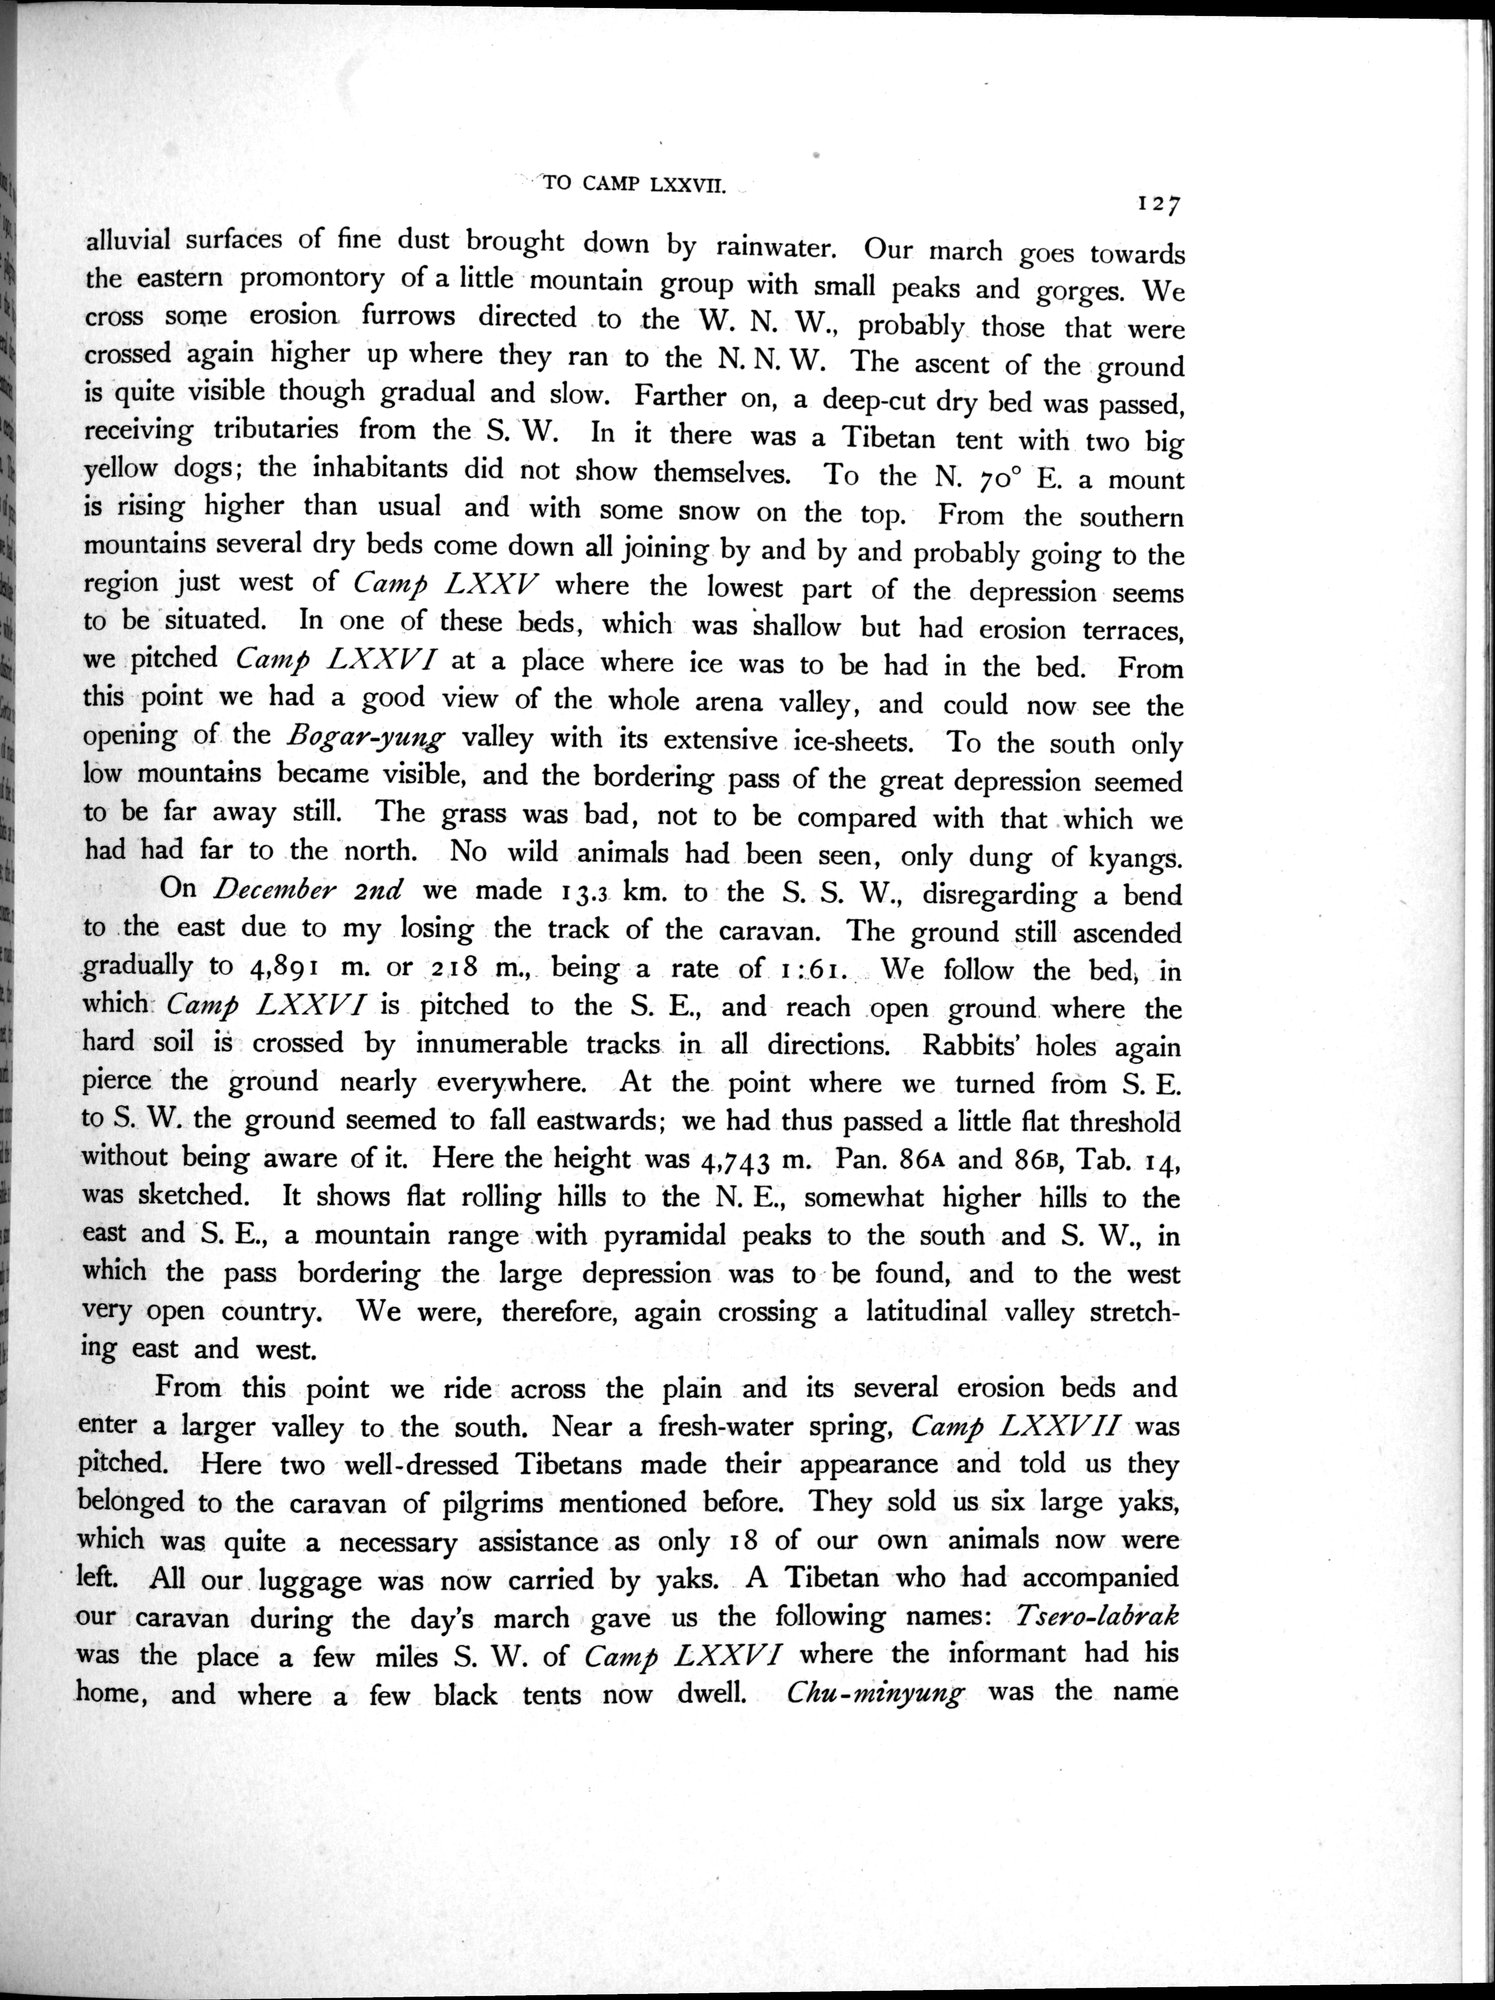 TO CAMP LXXVII.
127
alluvial surfaces of fine dust brought down by rainwater. Our march goes towards
the eastern promontory of a little mountain group with small peaks and gorges. We
cross some erosion furrows directed to the W. N. W., probably those that were
crossed again higher up where they ran to the N. N. W. The ascent of the ground
is quite visible though gradual and slow. Farther on, a deep-cut dry bed was passed,
receiving tributaries from the S. W. In it there was a Tibetan tent with two big
yellow dogs; the inhabitants did not show themselves. To the N. 70° E. a mount
is rising higher than usual and with some snow on the top. From the southern
mountains several dry beds come down all joining by and by and probably going to the
region just west of Camp LXXV where the lowest part of the depression seems
to be situated. In one of these beds, which was shallow but had erosion terraces,
we pitched Camp LXXVI at a place where ice was to be had in the bed. From
this point we had a good view of the whole arena valley, and could now see the
opening of the Bogar-yung valley with its extensive ice-sheets. To the south only
low mountains became visible, and the bordering pass of the great depression seemed
to be far away still. The grass was bad, not to be compared with that which we
had had far to the north. No wild animals had been seen, only dung of kyangs.
On December 2nd we made 13.3 km. to the S. S. W., disregarding a bend
to the east due to my losing the track of the caravan. The ground still ascended
gradually to 4,891 m. or 218 m., being a rate of 1:61. We follow the bed, in
which Camp LXXVI is pitched to the S. E., and reach open ground where the
hard soil is crossed by innumerable tracks in all directions. Rabbits' holes again
pierce the ground nearly everywhere. At the point where we turned from S. E.
to S. W. the ground seemed to fall eastwards; we had thus passed a little flat threshold
without being aware of it. Here the height was 4,743 m. Pan. 86A and 86B, Tab. 14,
was sketched. It shows flat rolling hills to the N. E., somewhat higher hills to the
east and S. E., a mountain range with pyramidal peaks to the south and S. W., in
which the pass bordering the large depression was to be found, and to the west
very open country. We were, therefore, again crossing a latitudinal valley stretch-
ing east and west.
From this point we ride across the plain and its several erosion beds and
enter a larger valley to the south. Near a fresh-water spring, Camp LXXVII was
pitched. Here two well-dressed Tibetans made their appearance and told us they
belonged to the caravan of pilgrims mentioned before. They sold us six large yaks,
which was quite a necessary assistance as only 18 of our own animals now were
left. All our luggage was now carried by yaks. A Tibetan who had accompanied
our caravan during the day's march gave us the following names: Tsero-labrak
was the place a few miles S. W. of Camp LXXVI where the informant had his
home, and where a few black tents now dwell. Chu-minyung was the name